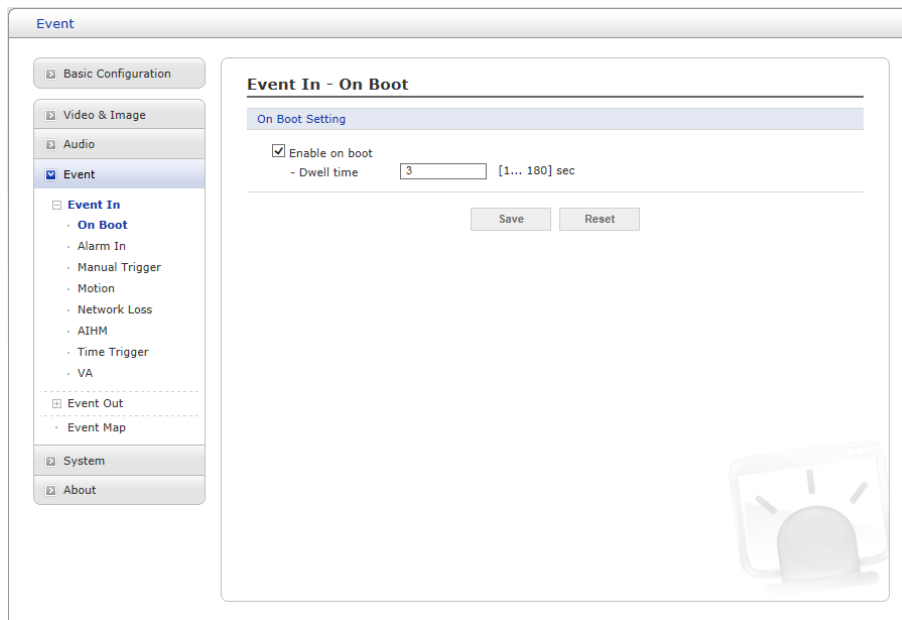 Event
Basic Configuration
Video & Image
Audio
Event
Event In
On Boot
Alarm In
Manual Trigger
Motion
Network Loss
AIHM
Time Trigger
VA
Event Out
Event Map
System
About
Event In - On Boot
On Boot Setting
Enable on boot
- Dwell time 3 [1... 180] sec
Save Reset